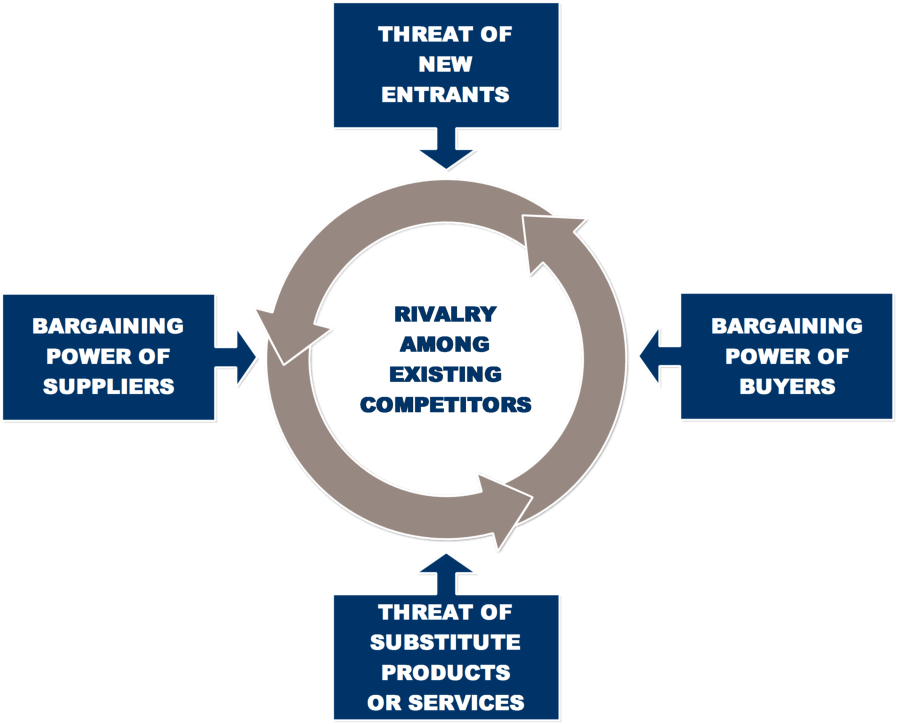 THREAT OF
NEW
ENTRANTS
BARGAINING
POWER OF
SUPPLIERS
RIVALRY
AMONG
EXISTING
COMPETITORS
BARGAINING
POWER OF
BUYERS
THREAT OF
SUBSTITUTE
PRODUCTS
OR SERVICES